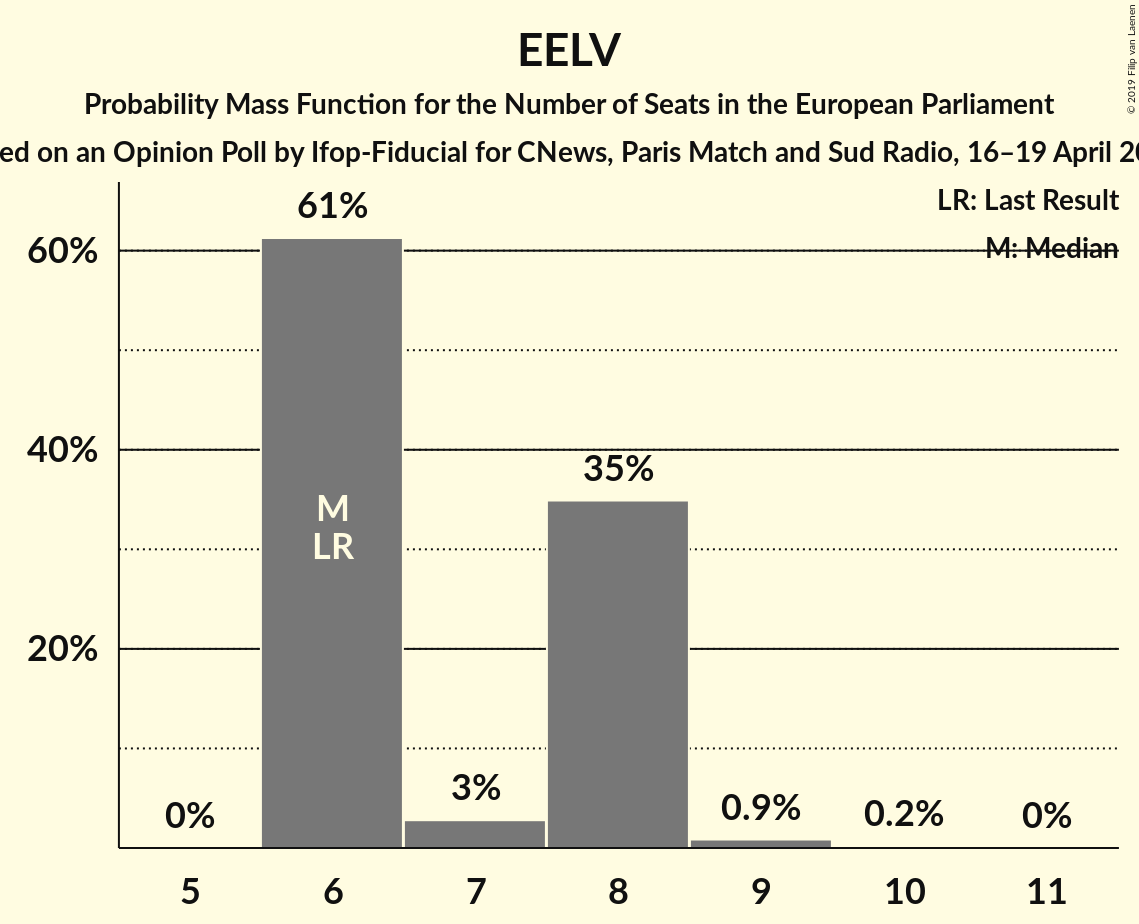 EELV
Probability Mass Function for the Number of Seats in the European Parliament
ed on an Opinion Poll by Ifop-Fiducial for CNews, Paris Match and Sud Radio, 16–19 April 20
© 2019 Filip van Laenen
LR: Last Result
M: Median
60%
40%
20%
61%
M
LR
35%
0%
3%
0.9%
0.2%
0%
5 6 7 8 9 10 11